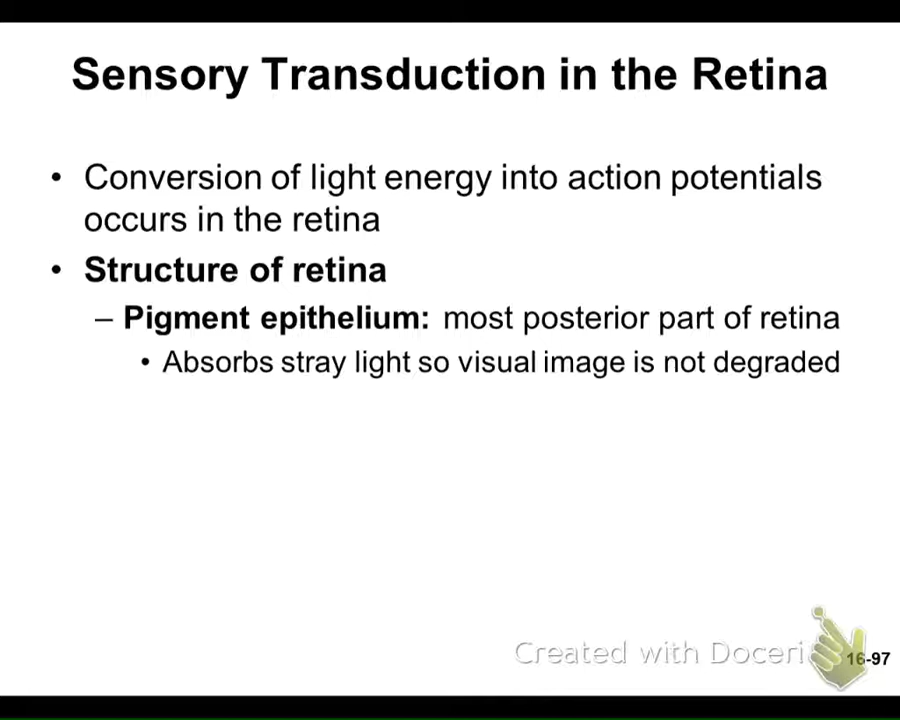 Sensory Transduction in the Retina
• Conversion of light energy into action potentials
occurs in the retina
• Structure of retina
– Pigment epithelium: most posterior part of retina
• Absorbs stray light so visual image is not degraded
Created with Doceri
16-97